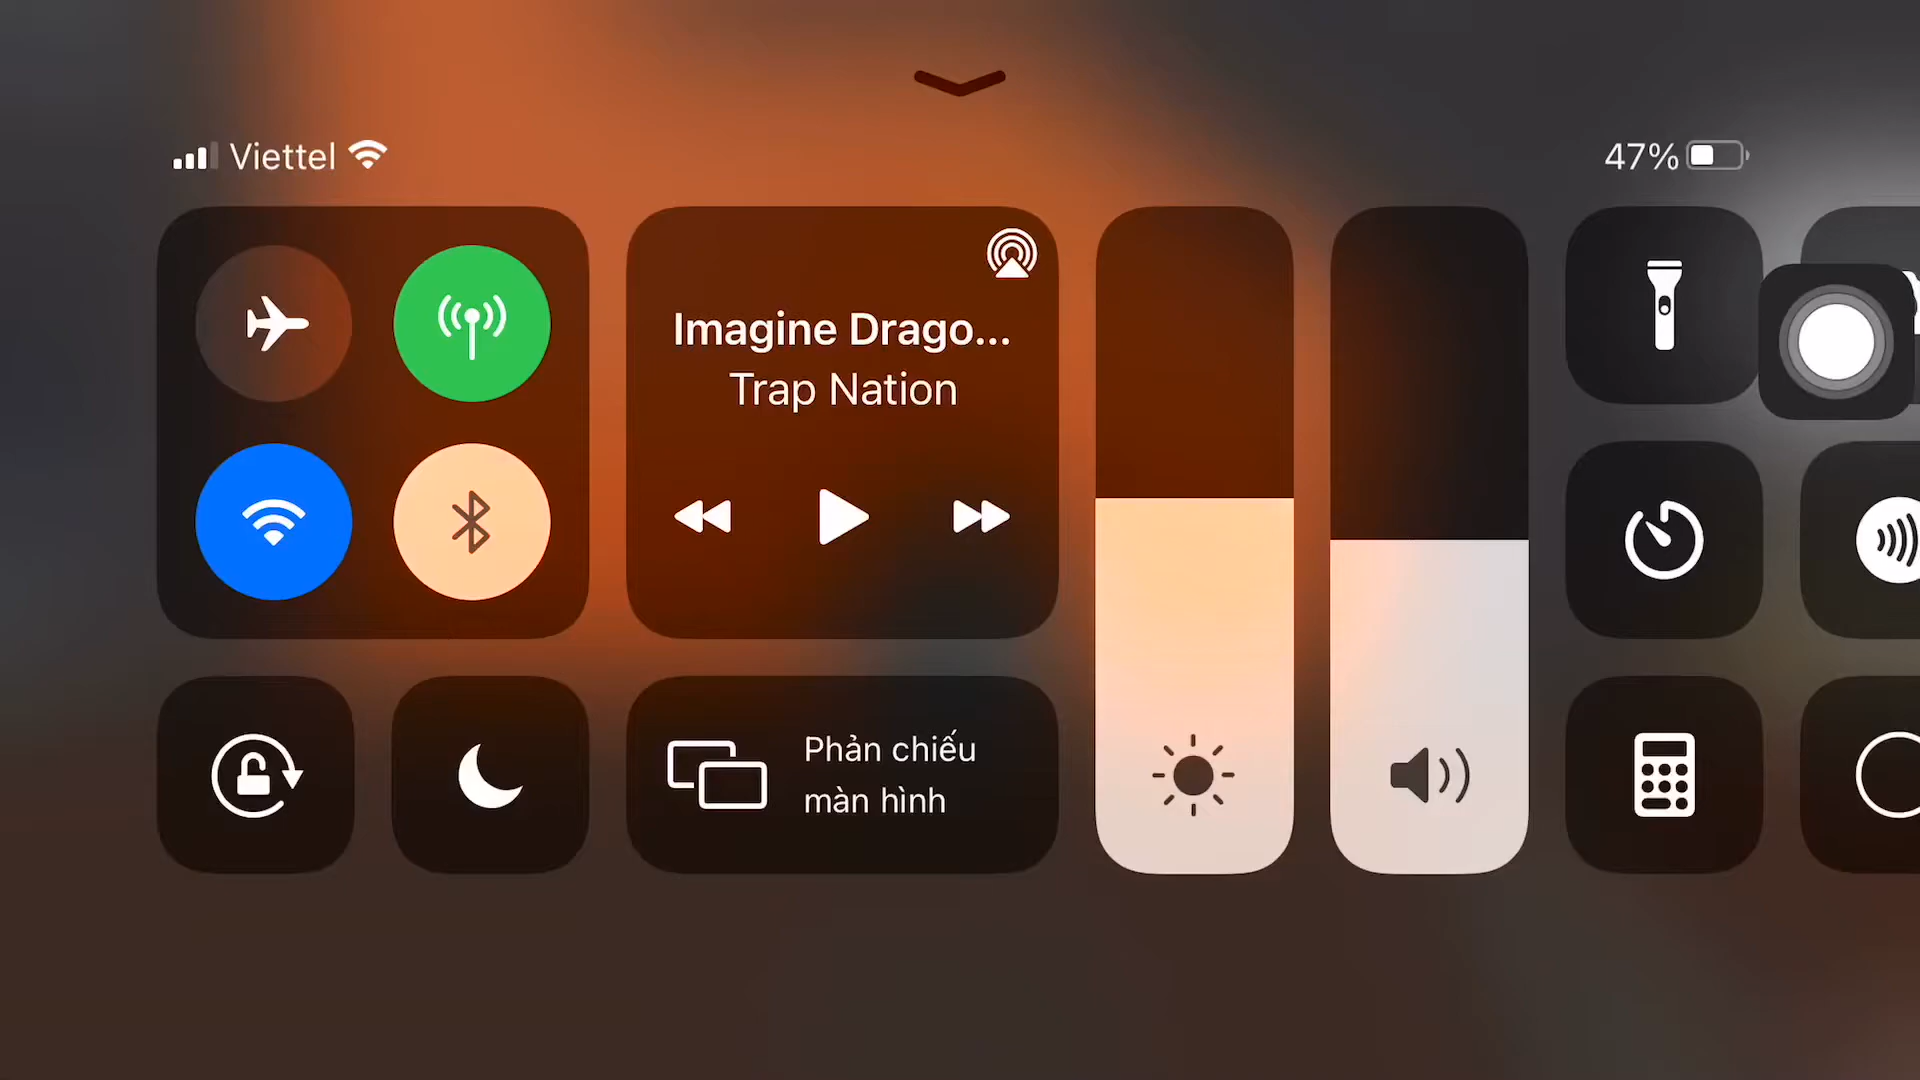 Viettel
47%
Imagine Drago...
Trap Nation
Phản chiếu
màn hình